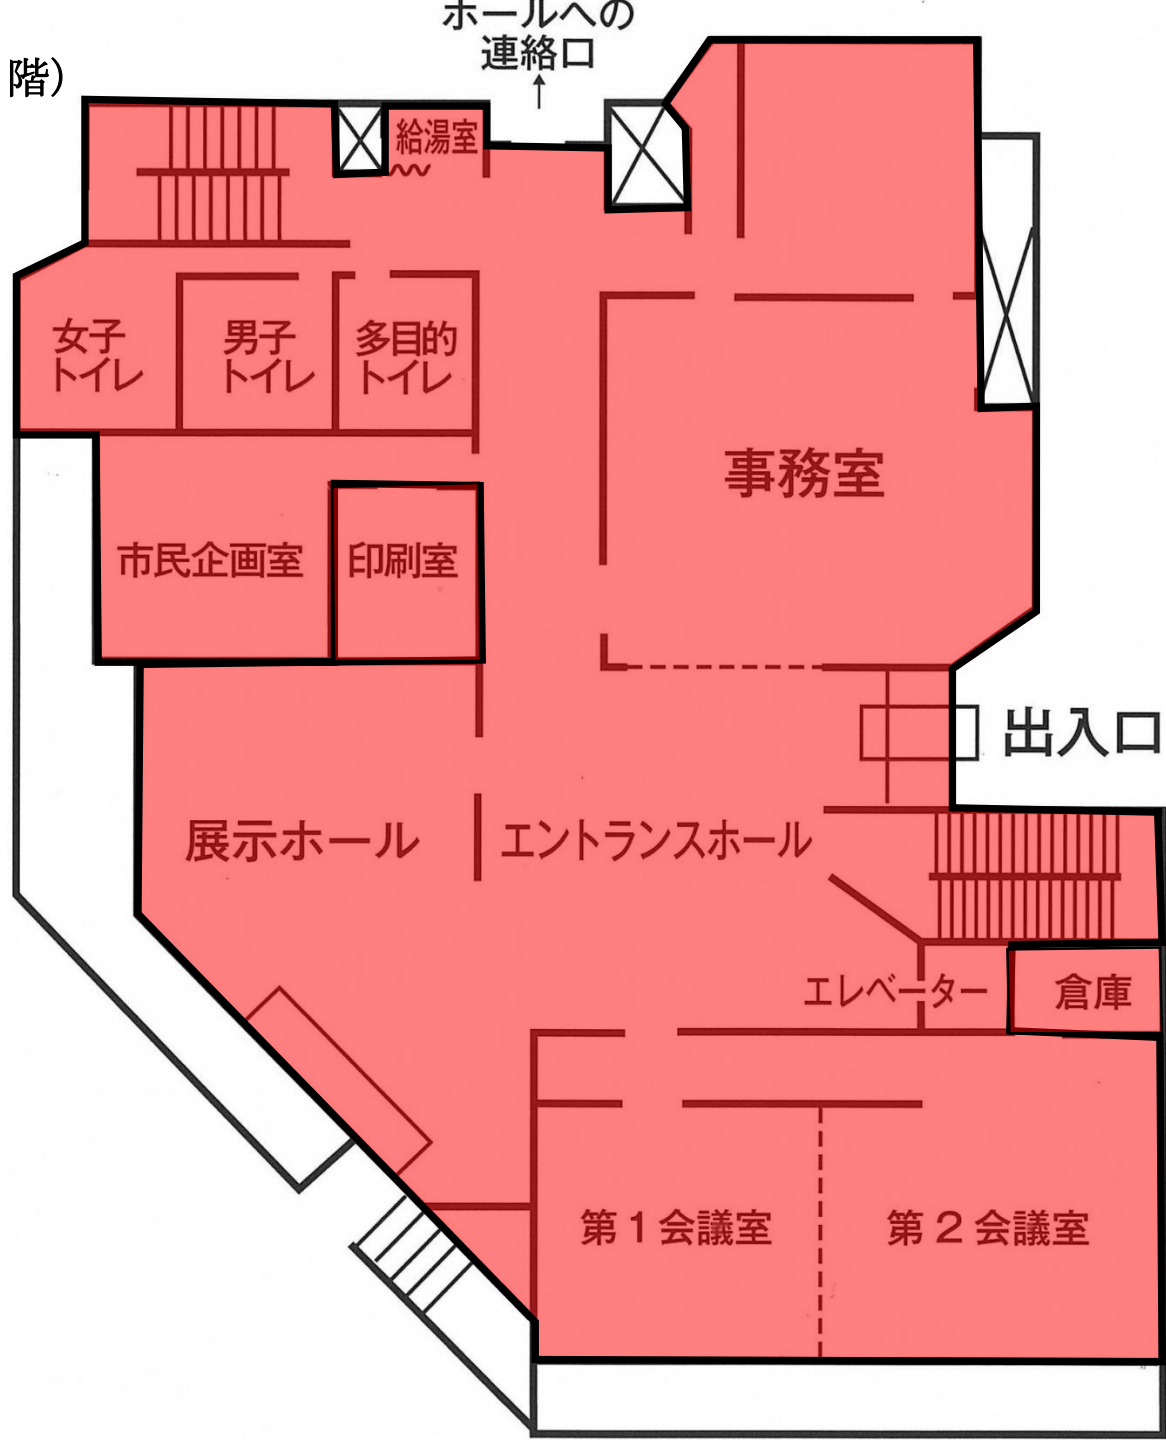 ホールへの
連絡口
階）
給湯室
女子
トイレ
男子
トイレ
多目的
トイレ
事務室
市民企画室
印刷室
出入口
展示ホール
エントランスホール
エレベーター
倉庫
第１会議室
第２会議室